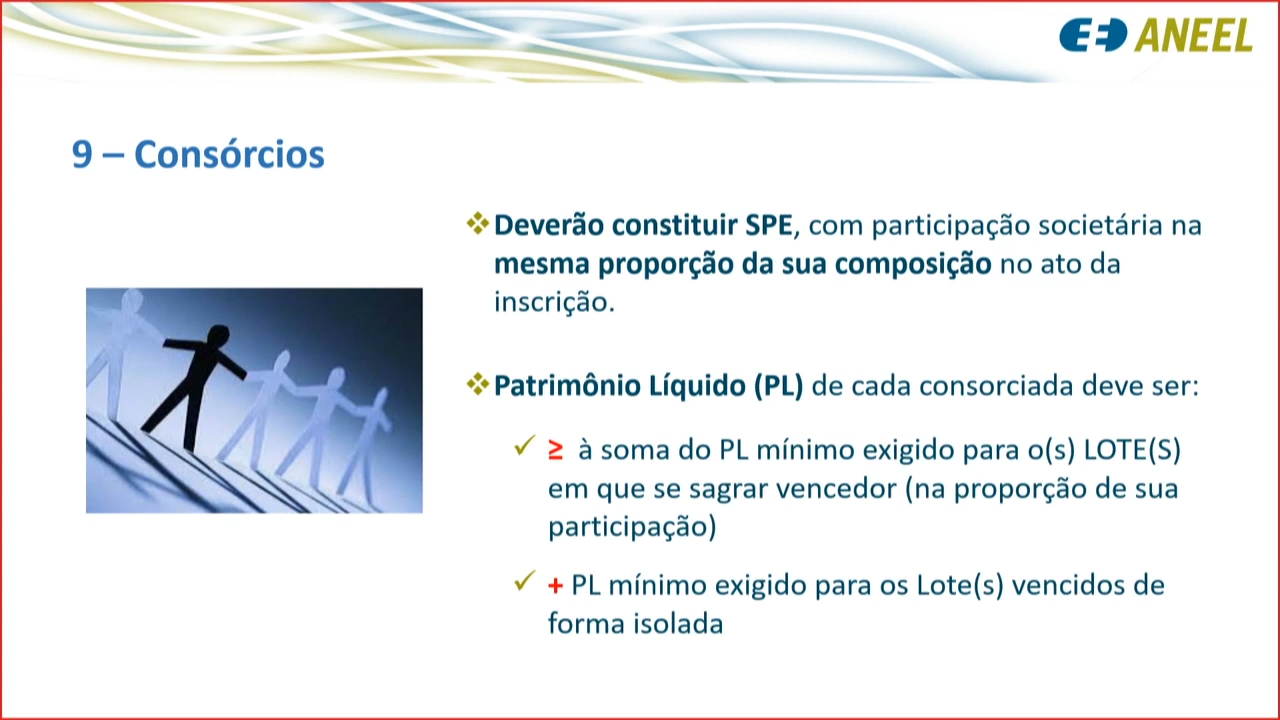 ANEEL
9 – Consórcios
❖Deverão constituir SPE, com participação societária na
mesma proporção da sua composição no ato da
inscrição.
❖Patrimônio Líquido (PL) de cada consorciada deve ser:
✓ ≥ à soma do PL mínimo exigido para o(s) LOTE(S)
em que se sagrar vencedor (na proporção de sua
participação)
✓ + PL mínimo exigido para os Lote(s) vencidos de
forma isolada